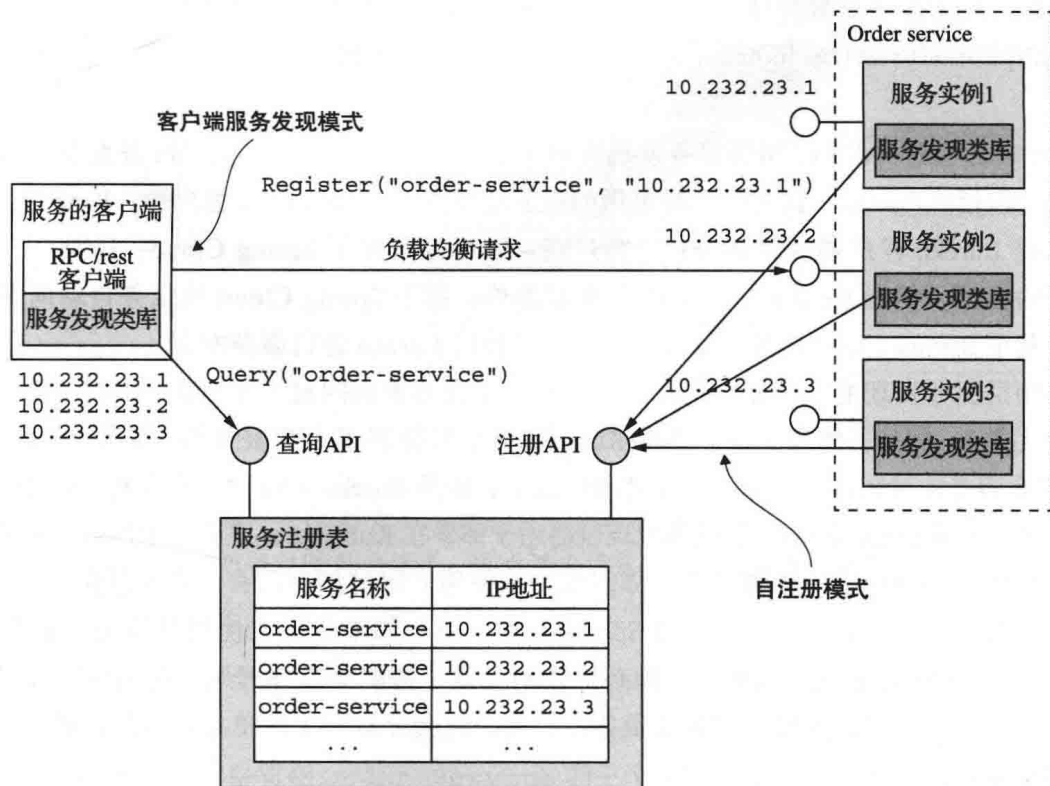 Order service
10.232.23.1
服务实例1
服务发现类库
客户端服务发现模式
Register("order-service", "10.232.23.1")
服务的客户端
RPC/rest
客户端
服务发现类库
负载均衡请求
10.232.23.2
服务实例2
服务发现类库
10.232.23.1
10.232.23.2
10.232.23.3
Query("order-service")
10.232.23.3
服务实例3
服务发现类库
查询API
注册API
服务注册表
服务名称 IP地址
order-service 10.232.23.1
order-service 10.232.23.2
order-service 10.232.23.3
... ...
自注册模式